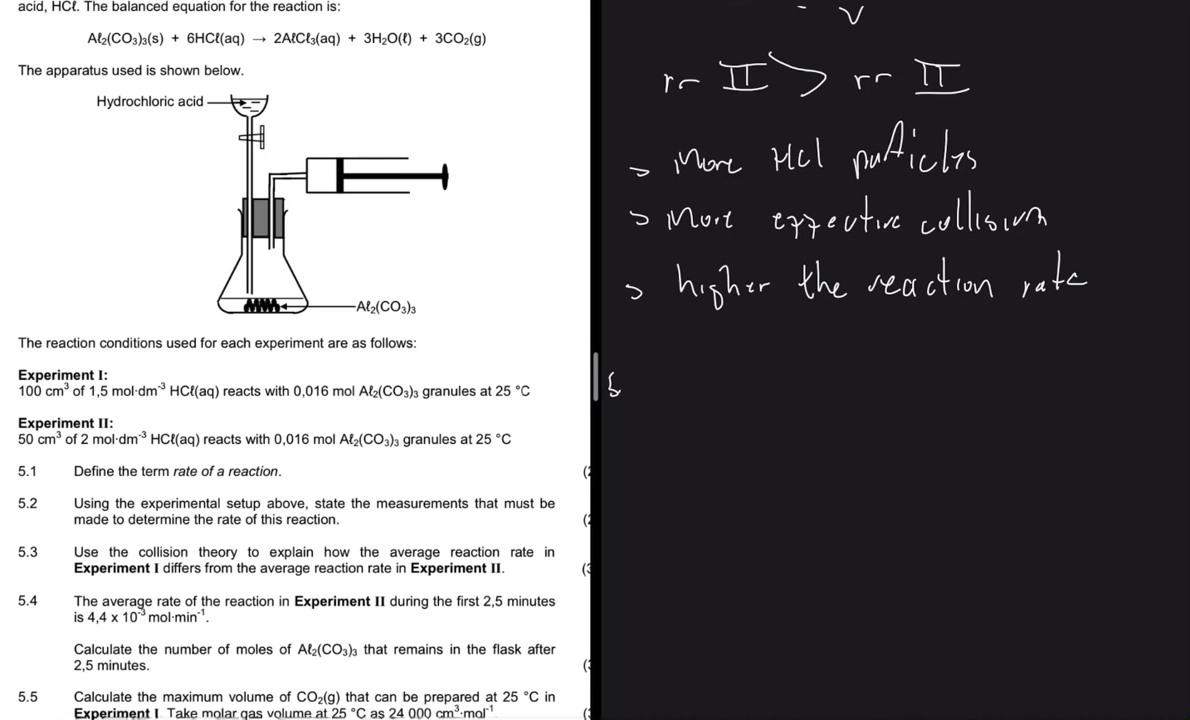 acid, HCℓ. The balanced equation for the reaction is:
Aℓ₂(CO₃)₃(s) + 6HCℓ(aq) → 2AℓCℓ₃(aq) + 3H₂O(ℓ) + 3CO₂(g)
The apparatus used is shown below.
Hydrochloric acid
Aℓ₂(CO₃)₃
The reaction conditions used for each experiment are as follows:
Experiment I:
100 cm³ of 1,5 mol·dm⁻³ HCℓ(aq) reacts with 0,016 mol Aℓ₂(CO₃)₃ granules at 25 °C
Experiment II:
50 cm³ of 2 mol·dm⁻³ HCℓ(aq) reacts with 0,016 mol Aℓ₂(CO₃)₃ granules at 25 °C
5.1 Define the term rate of a reaction.
5.2 Using the experimental setup above, state the measurements that must be
made to determine the rate of this reaction.
5.3 Use the collision theory to explain how the average reaction rate in
Experiment I differs from the average reaction rate in Experiment II.
5.4 The average rate of the reaction in Experiment II during the first 2,5 minutes
is 4,4 x 10⁻³ mol·min⁻¹.
Calculate the number of moles of Aℓ₂(CO₃)₃ that remains in the flask after
2,5 minutes.
5.5 Calculate the maximum volume of CO₂(g) that can be prepared at 25 °C in
Experiment I. Take molar gas volume at 25 °C as 24 000 cm³·mol⁻¹
v
rr II > rr II
> More HCl particles
> More effective collision
> higher the reaction rate